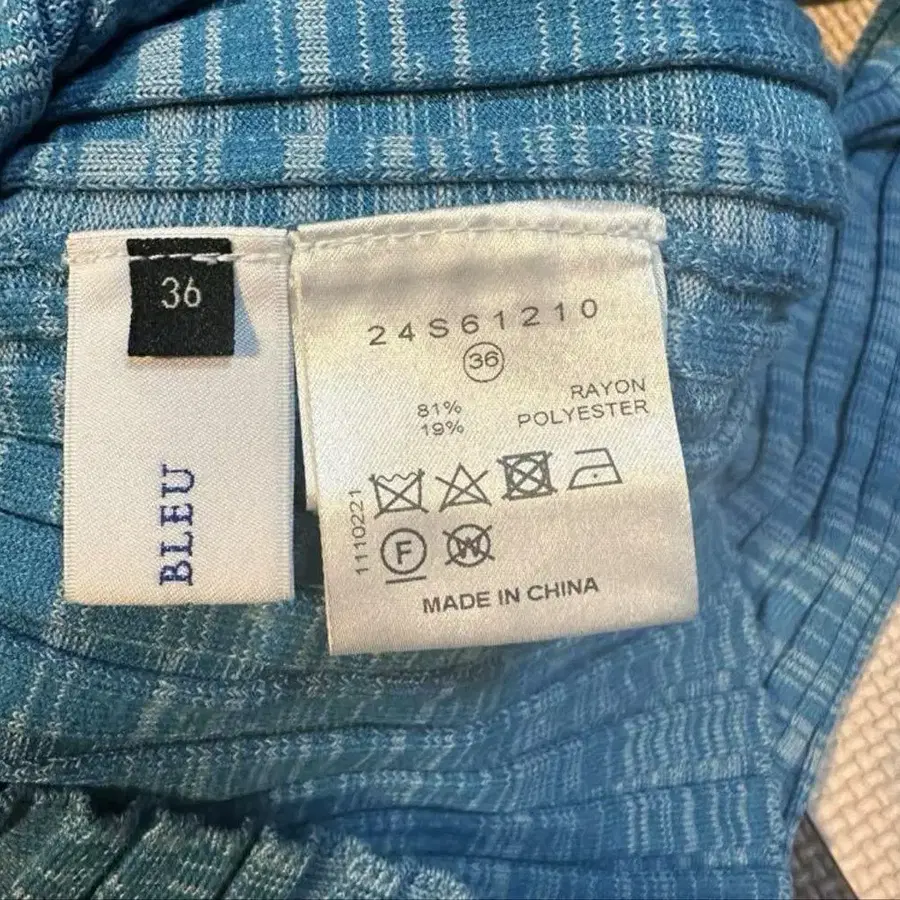 36
BLEU
24S61210
36
81% RAYON
19% POLYESTER
1110221
F
W
MADE IN CHINA